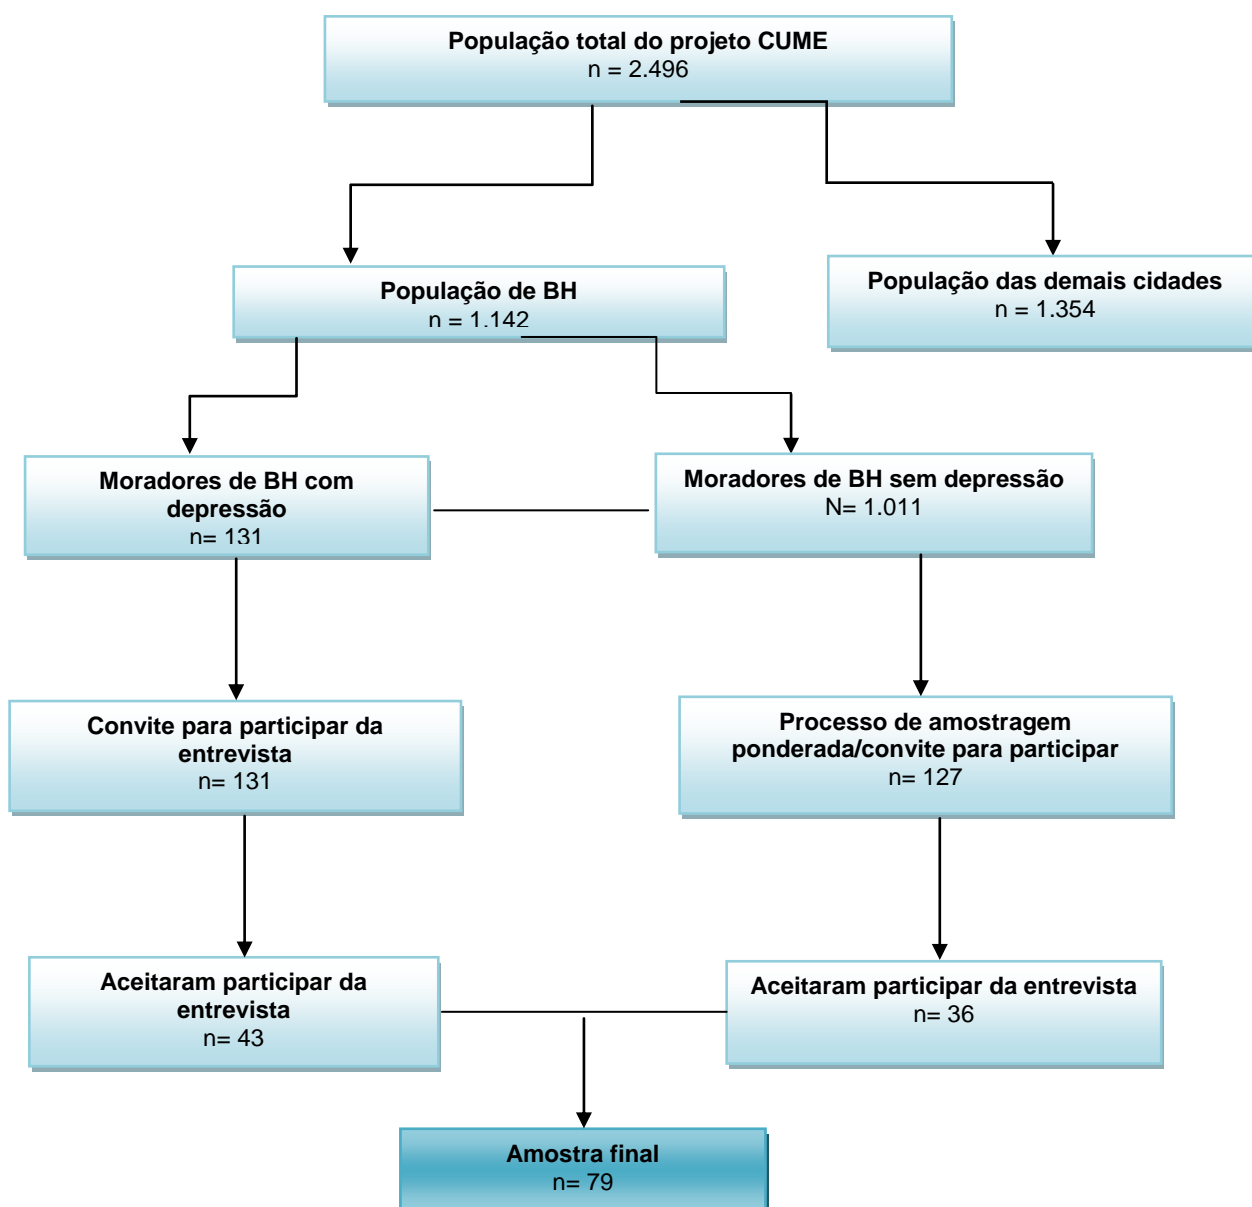 População total do projeto CUME
n = 2.496
População de BH
n = 1.142
População das demais cidades
n = 1.354
Moradores de BH com
depressão
n= 131
Moradores de BH sem depressão
N= 1.011
Convite para participar da
entrevista
n= 131
Processo de amostragem
ponderada/convite para participar
n= 127
Aceitaram participar da
entrevista
n= 43
Aceitaram participar da entrevista
n= 36
Amostra final
n= 79